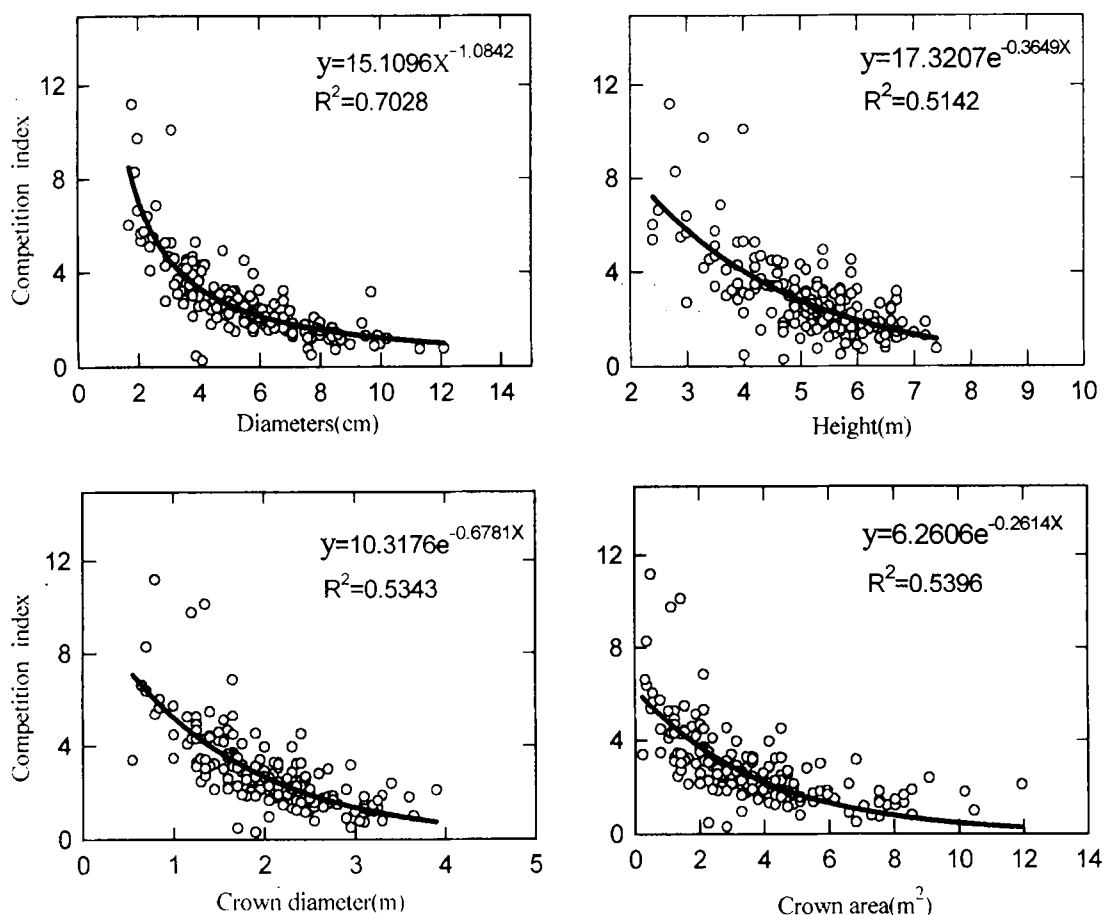 y=15.1096X^-1.0842
R²=0.7028
Competition index
12
8
4
0
0 2 4 6 8 10 12 15
Diameters(cm)
y=17.3207e^-0.3649X
R²=0.5142
12
8
4
0
2 3 4 5 6 7 8 9 10
Height(m)
y=10.3176e^-0.6781X
R²=0.5343
Competition index
12
8
4
0
0 1 2 3 4 5
Crown diameter(m)
y=6.2606e^-0.2614X
R²=0.5396
12
8
4
0
0 2 4 6 8 10 12 14
Crown area(m²)